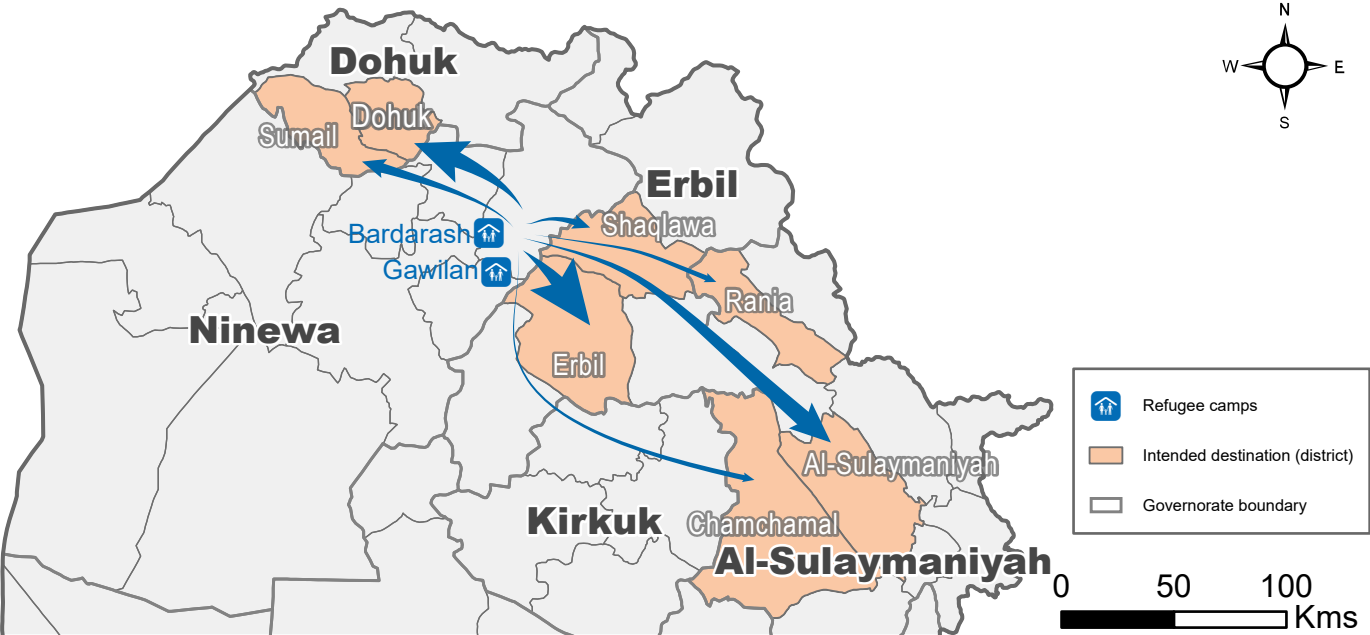 N
W
E
S
Dohuk
Dohuk
Sumail
Erbil
Shaqlawa
Bardarash
Gawilan
Rania
Ninewa
Erbil
Al-Sulaymaniyah
Kirkuk
Chamchamal
Al-Sulaymaniyah
Refugee camps
Intended destination (district)
Governorate boundary
0 50 100
Kms